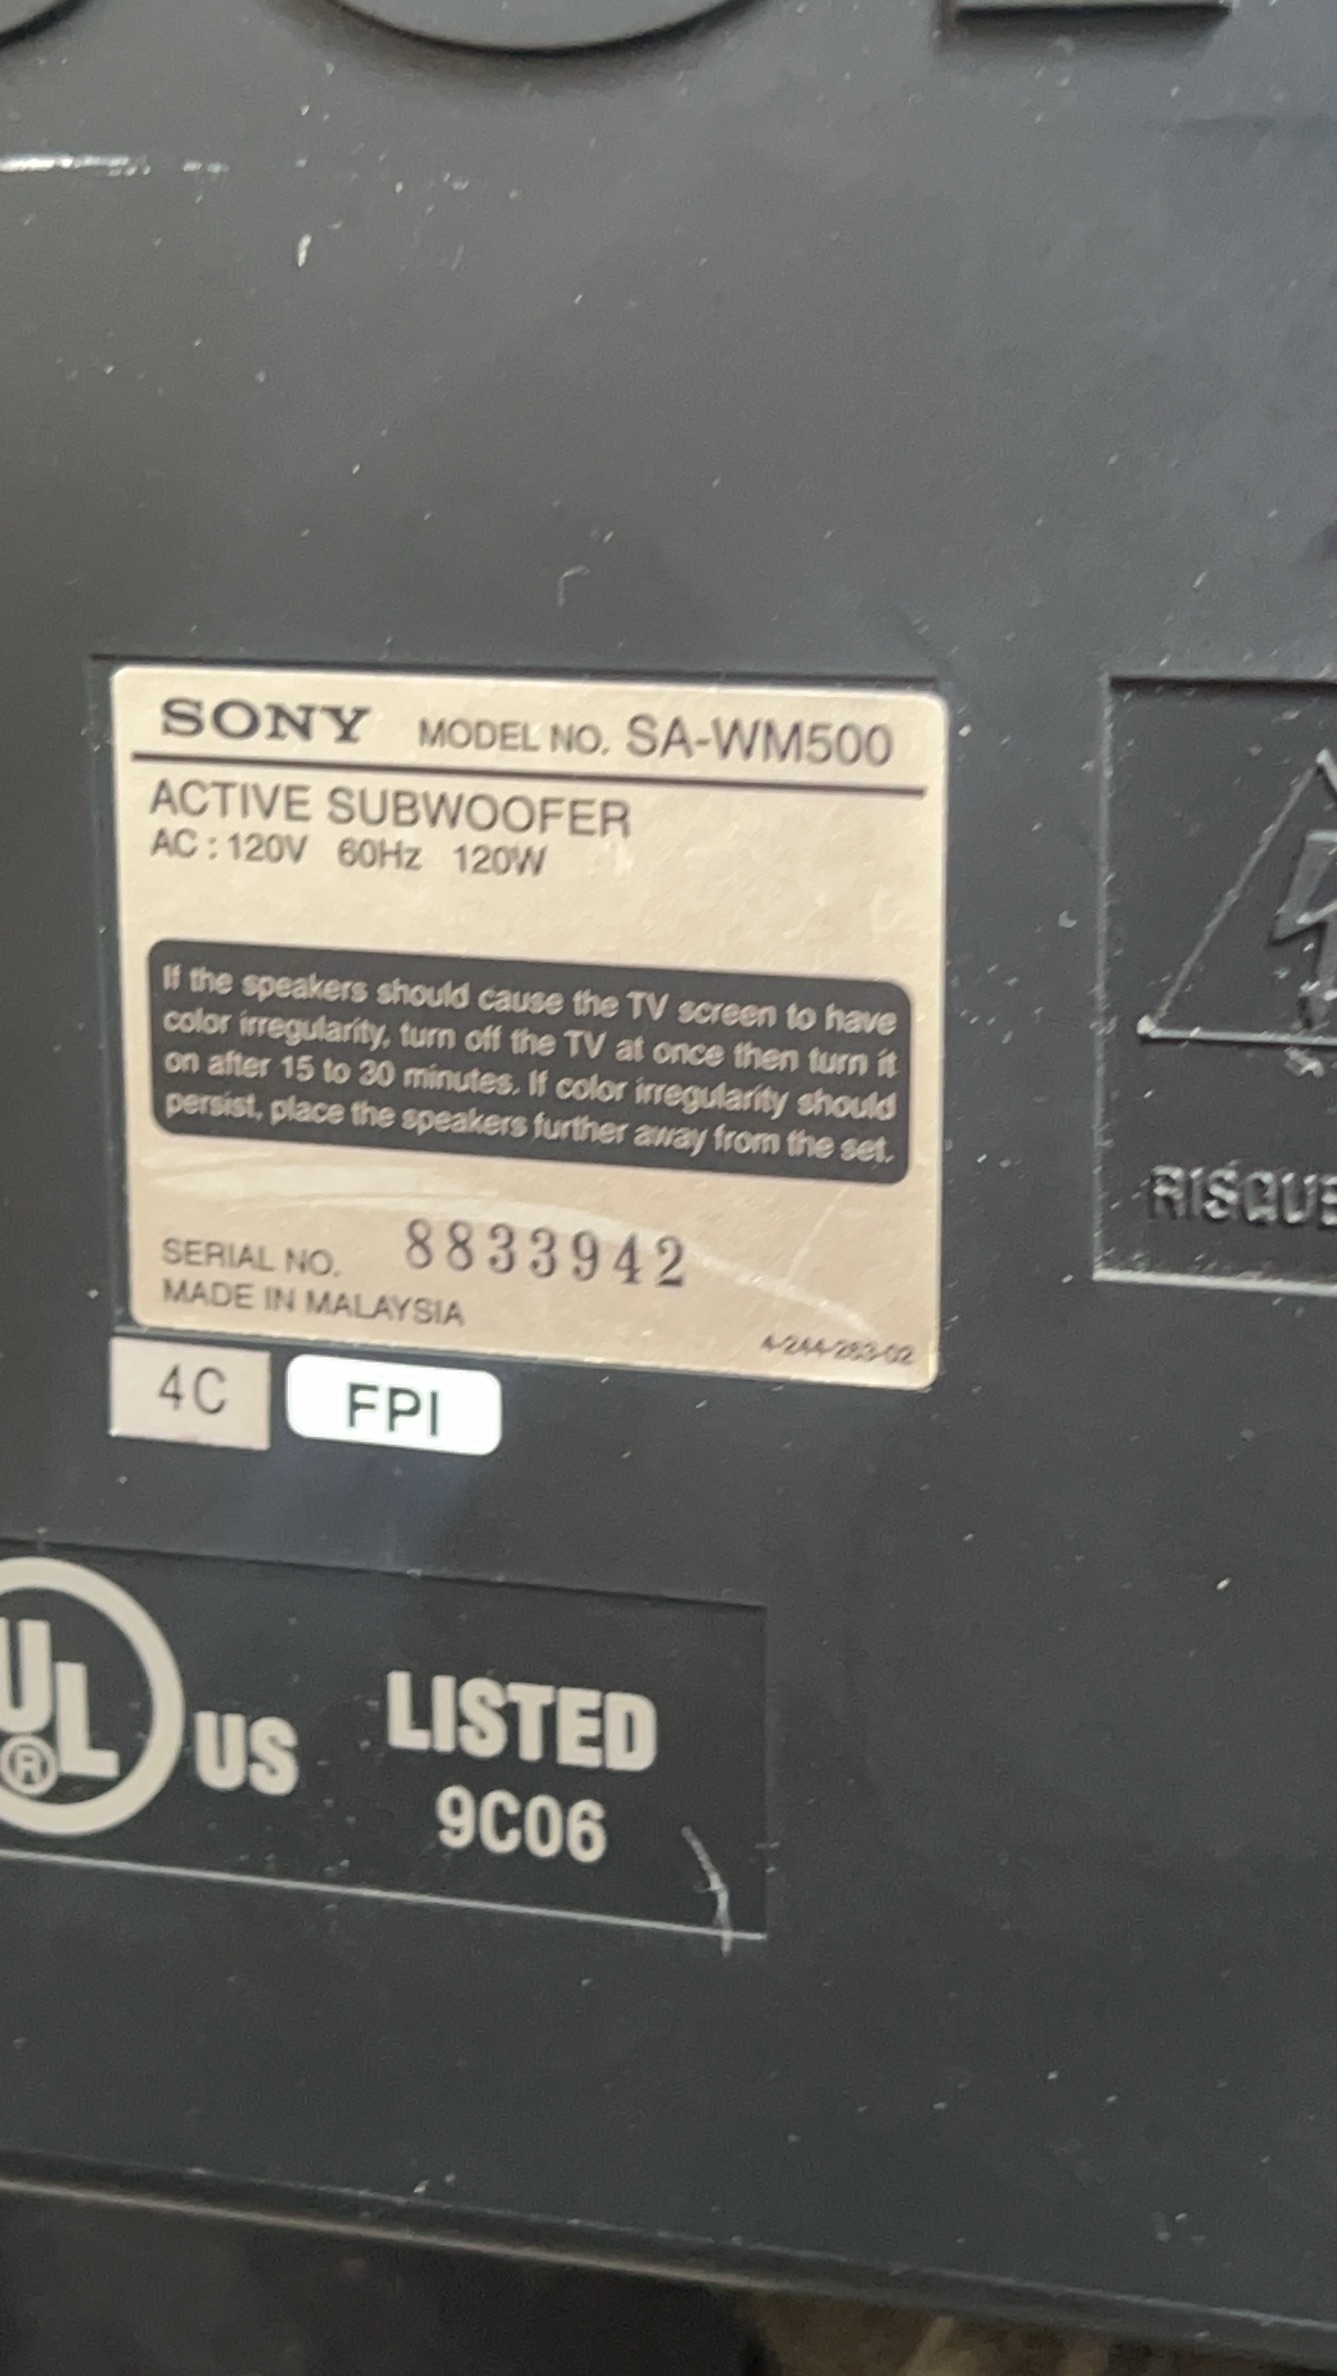 SONY MODEL NO. SA-WM500
ACTIVE SUBWOOFER
AC : 120V 60Hz 120W
If the speakers should cause the TV screen to have
color irregularity, turn off the TV at once then turn it
on after 15 to 30 minutes. If color irregularity should
persist, place the speakers further away from the set.
SERIAL NO. 8833942
MADE IN MALAYSIA
4-244-283-02
4C FPI
RISQUE
UL® US LISTED
9C06